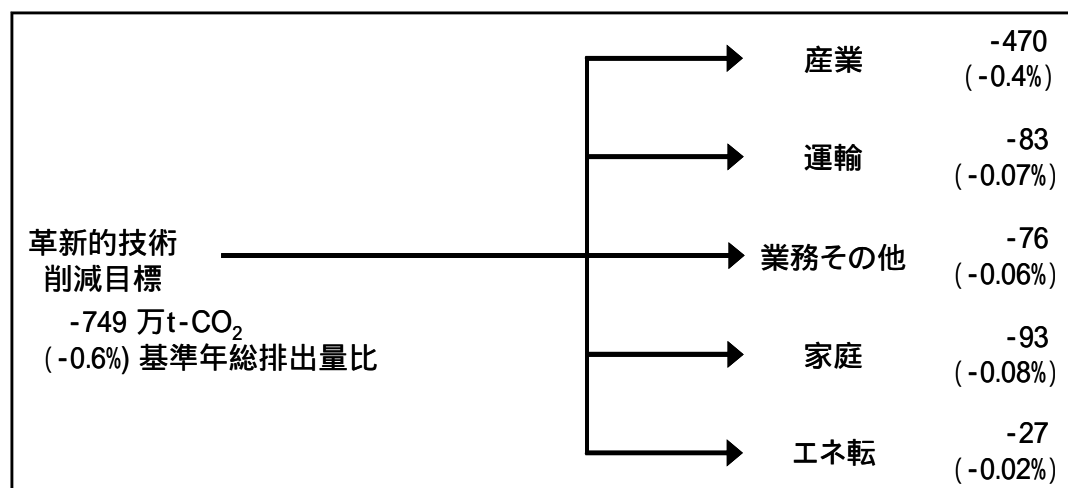 革新的技術
削減目標
-749 万t-CO₂
(-0.6%) 基準年総排出量比
産業
-470
(-0.4%)
運輸
-83
(-0.07%)
業務その他
-76
(-0.06%)
家庭
-93
(-0.08%)
エネ転
-27
(-0.02%)